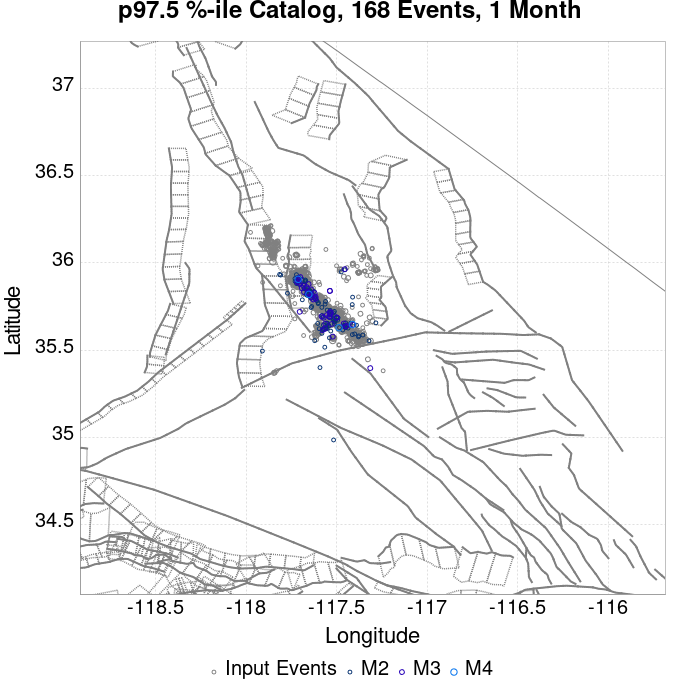 p97.5 %-ile Catalog, 168 Events, 1 Month
37
36.5
36
35.5
35
34.5
Latitude
-118.5 -118 -117.5 -117 -116.5 -116
Longitude
Input Events M2 M3 M4